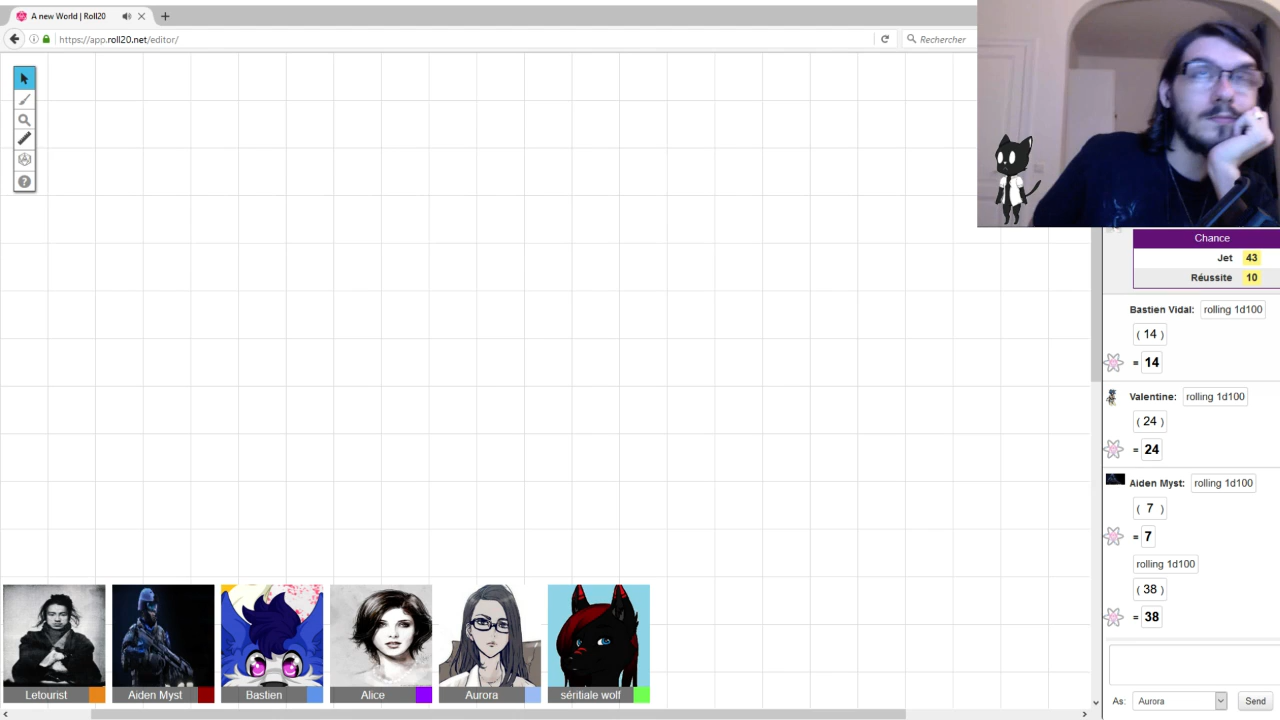 A new World | Roll20
https://app.roll20.net/editor/
Rechercher
Chance
Jet 43
Réussite 10
Bastien Vidal: rolling 1d100
( 14 )
= 14
Valentine: rolling 1d100
( 24 )
= 24
Aiden Myst: rolling 1d100
( 7 )
= 7
rolling 1d100
( 38 )
= 38
Letourist
Aiden Myst
Bastien
Alice
Aurora
séritiale wolf
As: Aurora Send